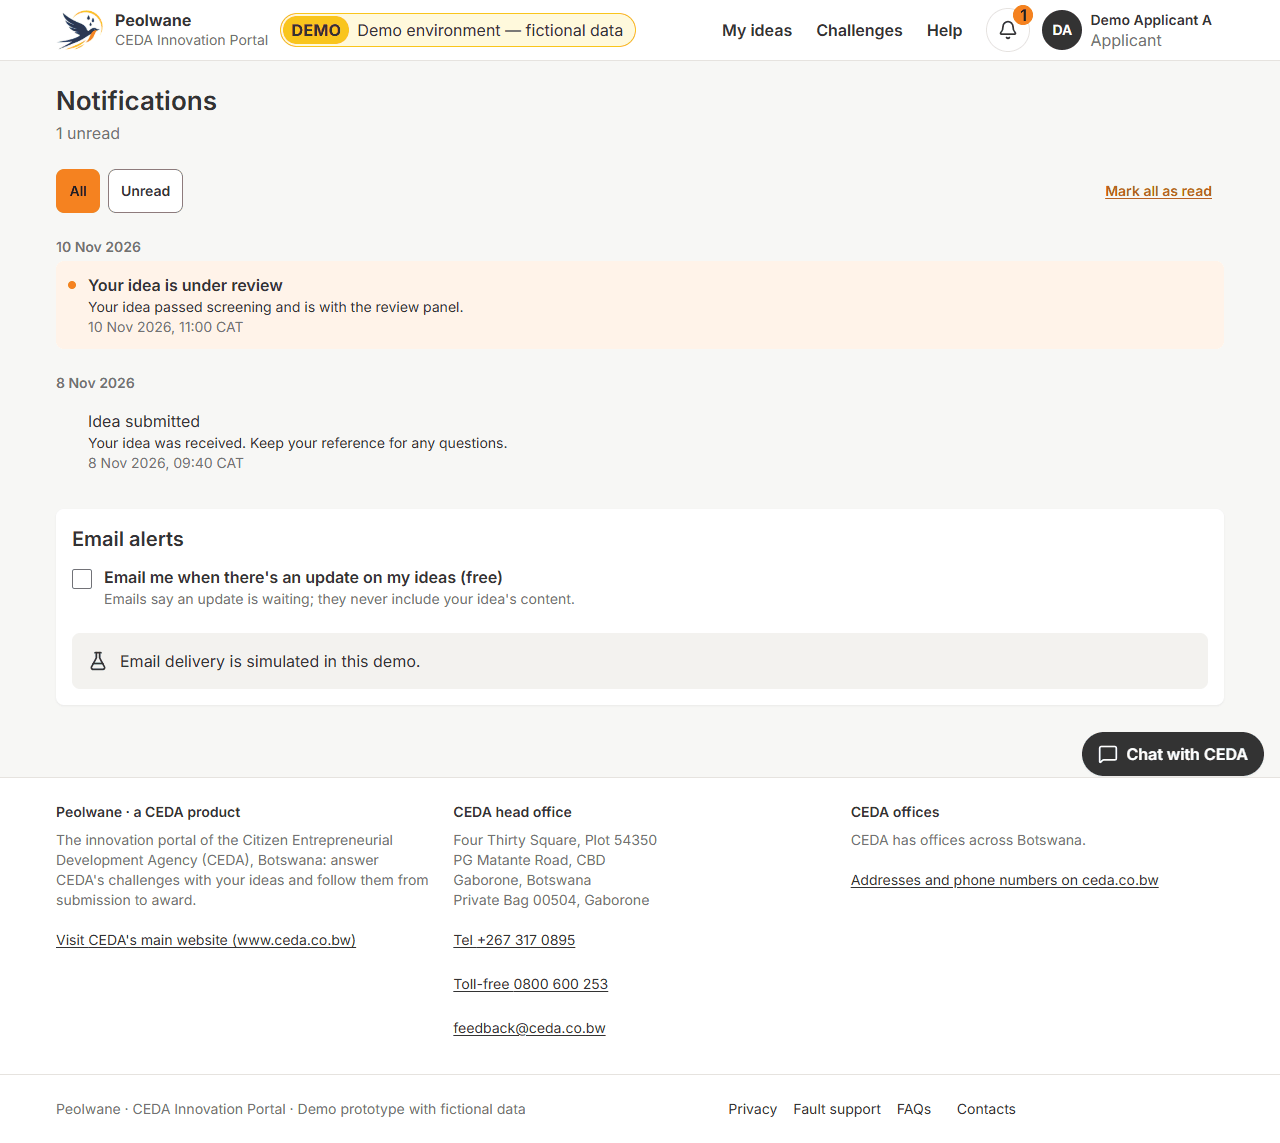 Peolwane
CEDA Innovation Portal
DEMO Demo environment — fictional data
My ideas Challenges Help
1
DA
Demo Applicant A
Applicant
Notifications
1 unread
All Unread
Mark all as read
10 Nov 2026
Your idea is under review
Your idea passed screening and is with the review panel.
10 Nov 2026, 11:00 CAT
8 Nov 2026
Idea submitted
Your idea was received. Keep your reference for any questions.
8 Nov 2026, 09:40 CAT
Email alerts
Email me when there's an update on my ideas (free)
Emails say an update is waiting; they never include your idea's content.
Email delivery is simulated in this demo.
Chat with CEDA
Peolwane · a CEDA product
The innovation portal of the Citizen Entrepreneurial
Development Agency (CEDA), Botswana: answer
CEDA's challenges with your ideas and follow them from
submission to award.
Visit CEDA's main website (www.ceda.co.bw)
CEDA head office
Four Thirty Square, Plot 54350
PG Matante Road, CBD
Gaborone, Botswana
Private Bag 00504, Gaborone
Tel +267 317 0895
Toll-free 0800 600 253
feedback@ceda.co.bw
CEDA offices
CEDA has offices across Botswana.
Addresses and phone numbers on ceda.co.bw
Peolwane · CEDA Innovation Portal · Demo prototype with fictional data
Privacy Fault support FAQs Contacts